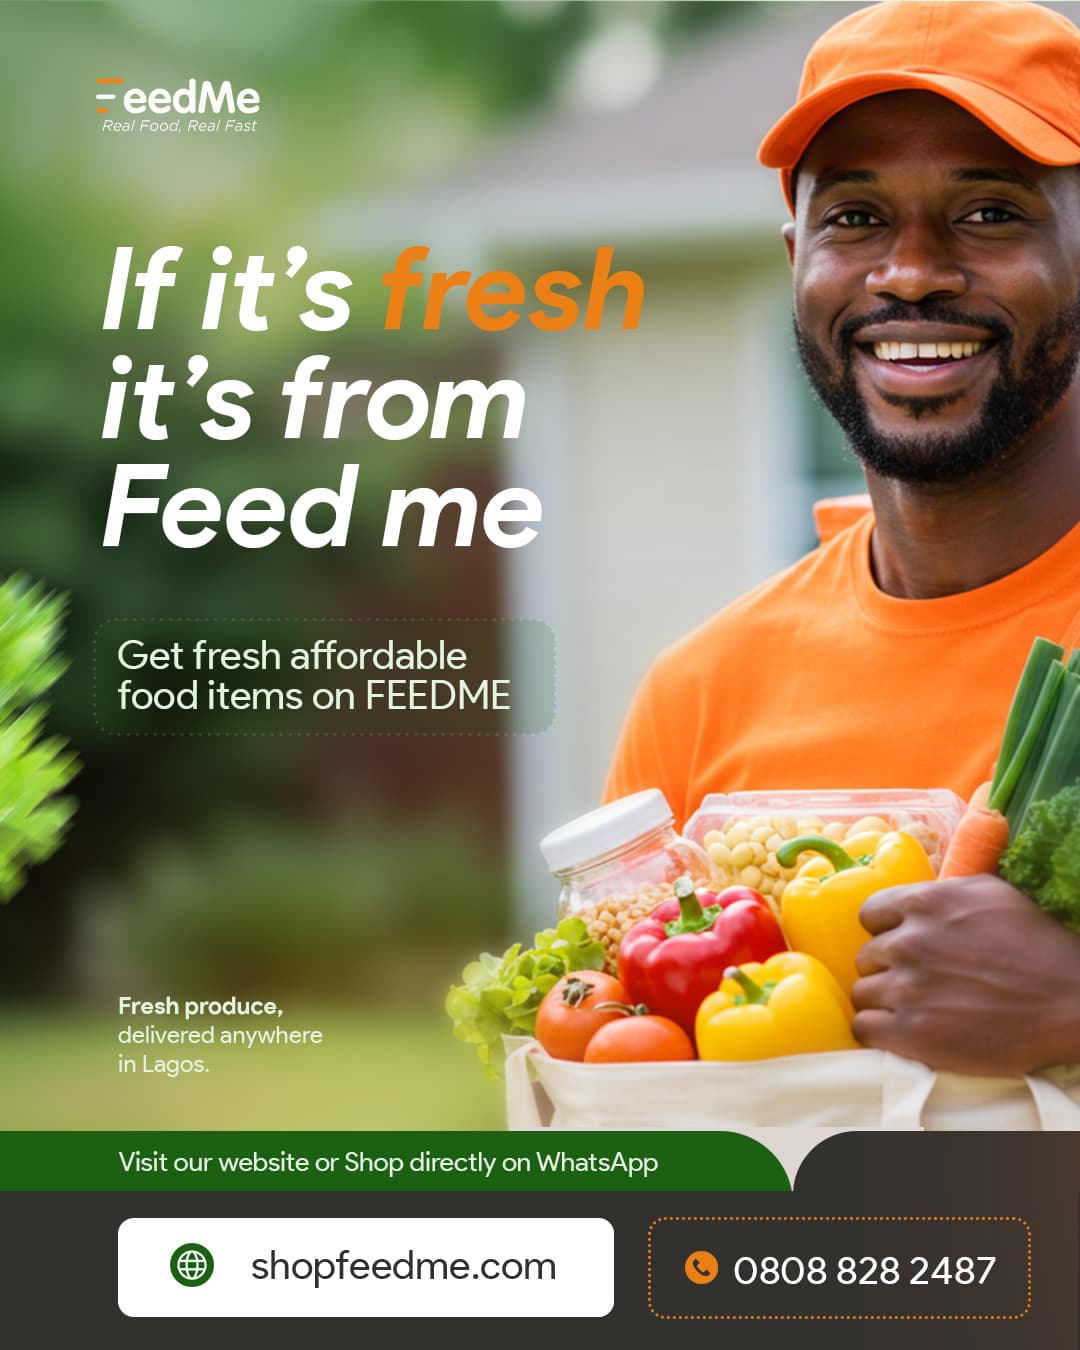 FeedMe
Real Food, Real Fast
If it's fresh
it's from
Feed me
Get fresh affordable
food items on FEEDME
Fresh produce,
delivered anywhere
in Lagos.
Visit our website or Shop directly on WhatsApp
shopfeedme.com
0808 828 2487